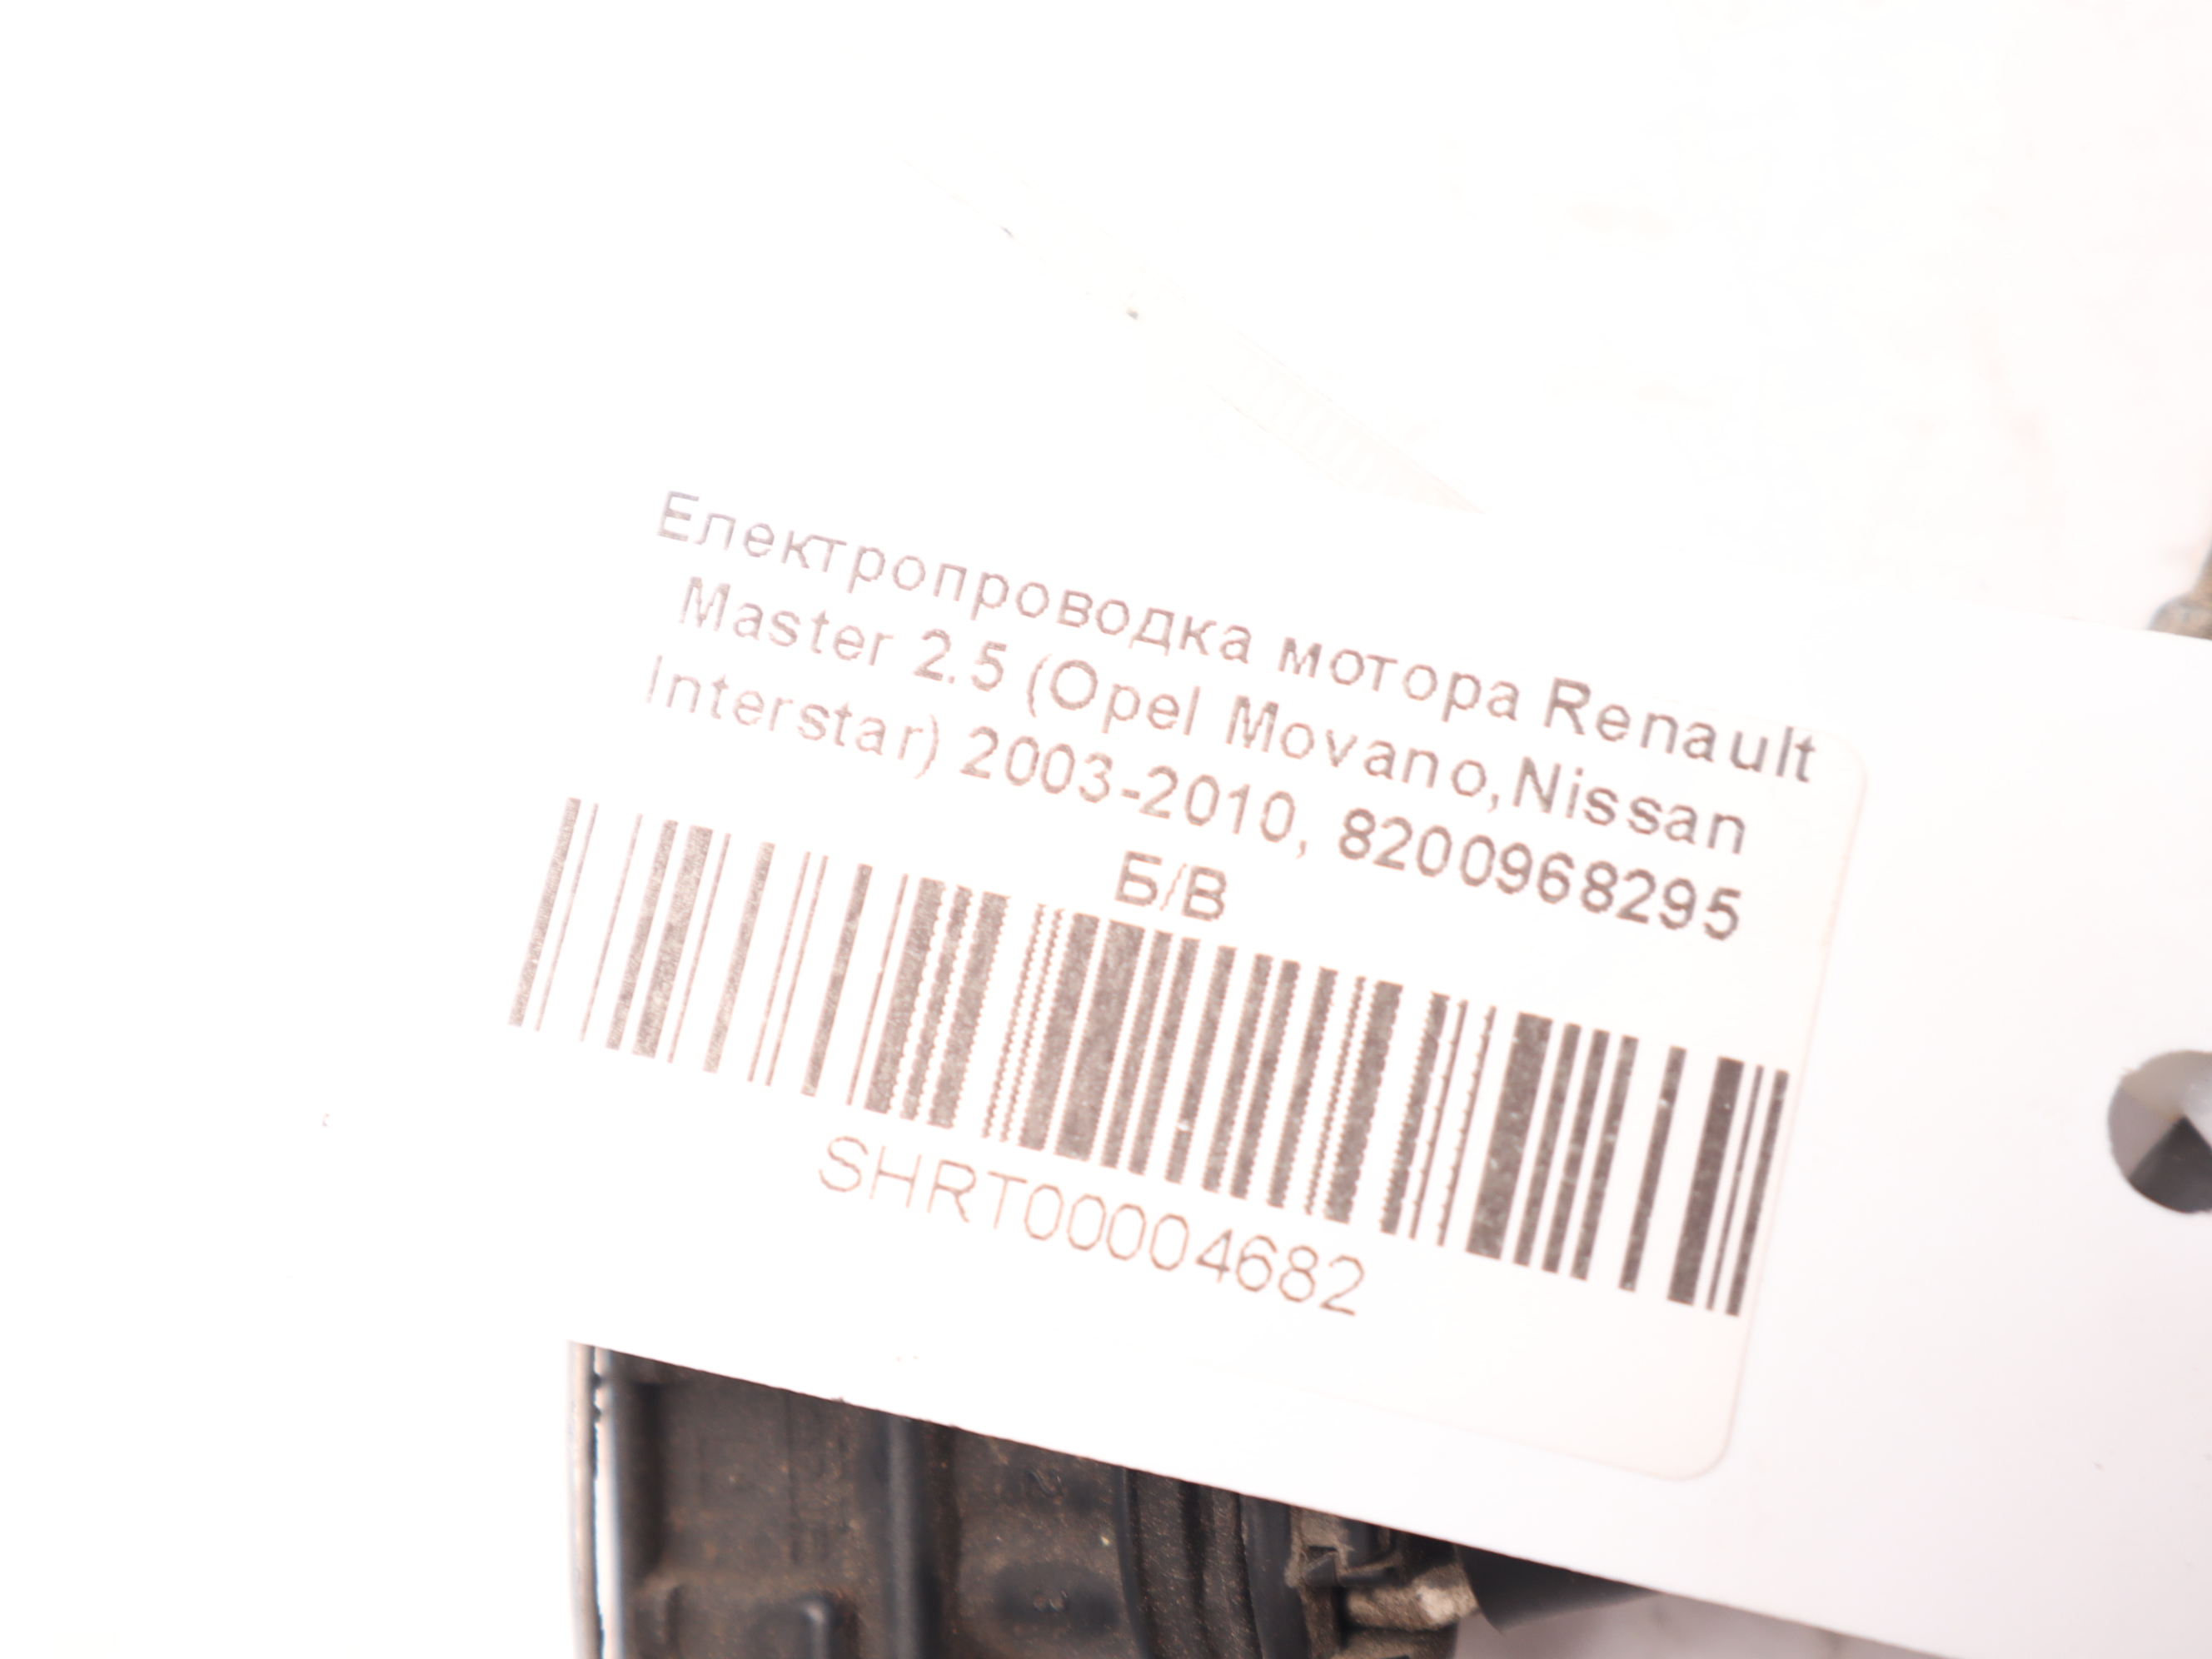 Електропроводка мотора Renault
Master 2.5 (Opel Movano,Nissan
Interstar) 2003-2010, 8200968295
Б/В
SHRT00004682